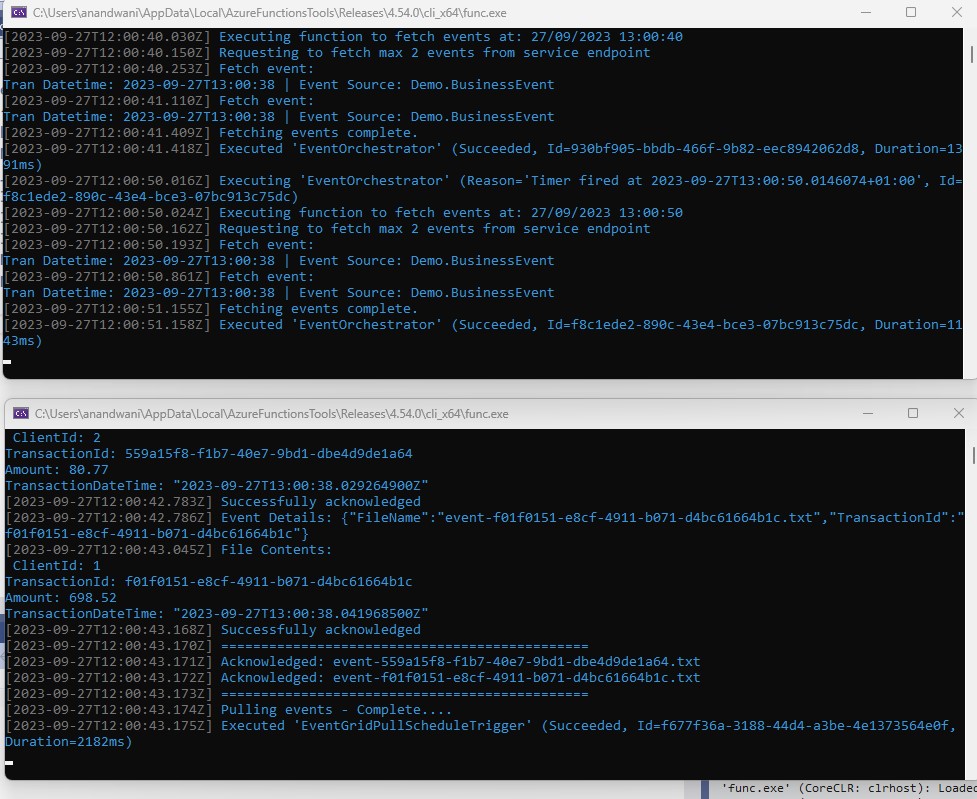 C:\Users\anandwani\AppData\Local\AzureFunctionsTools\Releases\4.54.0\cli_x64\func.exe
[2023-09-27T12:00:40.030Z] Executing function to fetch events at: 27/09/2023 13:00:40
[2023-09-27T12:00:40.150Z] Requesting to fetch max 2 events from service endpoint
[2023-09-27T12:00:40.253Z] Fetch event:
Tran Datetime: 2023-09-27T13:00:38 | Event Source: Demo.BusinessEvent
[2023-09-27T12:00:41.110Z] Fetch event:
Tran Datetime: 2023-09-27T13:00:38 | Event Source: Demo.BusinessEvent
[2023-09-27T12:00:41.409Z] Fetching events complete.
[2023-09-27T12:00:41.418Z] Executed 'EventOrchestrator' (Succeeded, Id=930bf905-bbdb-466f-9b82-eec8942062d8, Duration=13
91ms)
[2023-09-27T12:00:50.016Z] Executing 'EventOrchestrator' (Reason='Timer fired at 2023-09-27T13:00:50.0146074+01:00', Id=
f8c1ede2-890c-43e4-bce3-07bc913c75dc)
[2023-09-27T12:00:50.024Z] Executing function to fetch events at: 27/09/2023 13:00:50
[2023-09-27T12:00:50.162Z] Requesting to fetch max 2 events from service endpoint
[2023-09-27T12:00:50.193Z] Fetch event:
Tran Datetime: 2023-09-27T13:00:38 | Event Source: Demo.BusinessEvent
[2023-09-27T12:00:50.861Z] Fetch event:
Tran Datetime: 2023-09-27T13:00:38 | Event Source: Demo.BusinessEvent
[2023-09-27T12:00:51.155Z] Fetching events complete.
[2023-09-27T12:00:51.158Z] Executed 'EventOrchestrator' (Succeeded, Id=f8c1ede2-890c-43e4-bce3-07bc913c75dc, Duration=11
43ms)
C:\Users\anandwani\AppData\Local\AzureFunctionsTools\Releases\4.54.0\cli_x64\func.exe
ClientId: 2
TransactionId: 559a15f8-f1b7-40e7-9bd1-dbe4d9de1a64
Amount: 80.77
TransactionDateTime: "2023-09-27T13:00:38.029264900Z"
[2023-09-27T12:00:42.783Z] Successfully acknowledged
[2023-09-27T12:00:42.786Z] Event Details: {"FileName":"event-f01f0151-e8cf-4911-b071-d4bc61664b1c.txt","TransactionId":"
f01f0151-e8cf-4911-b071-d4bc61664b1c"}
[2023-09-27T12:00:43.045Z] File Contents:
ClientId: 1
TransactionId: f01f0151-e8cf-4911-b071-d4bc61664b1c
Amount: 698.52
TransactionDateTime: "2023-09-27T13:00:38.041968500Z"
[2023-09-27T12:00:43.168Z] Successfully acknowledged
[2023-09-27T12:00:43.170Z] ==============================================
[2023-09-27T12:00:43.171Z] Acknowledged: event-559a15f8-f1b7-40e7-9bd1-dbe4d9de1a64.txt
[2023-09-27T12:00:43.172Z] Acknowledged: event-f01f0151-e8cf-4911-b071-d4bc61664b1c.txt
[2023-09-27T12:00:43.173Z] ==============================================
[2023-09-27T12:00:43.174Z] Pulling events - Complete....
[2023-09-27T12:00:43.175Z] Executed 'EventGridPullScheduleTrigger' (Succeeded, Id=f677f36a-3188-44d4-a3be-4e1373564e0f,
Duration=2182ms)
'func.exe' (CoreCLR: clrhost): Loade